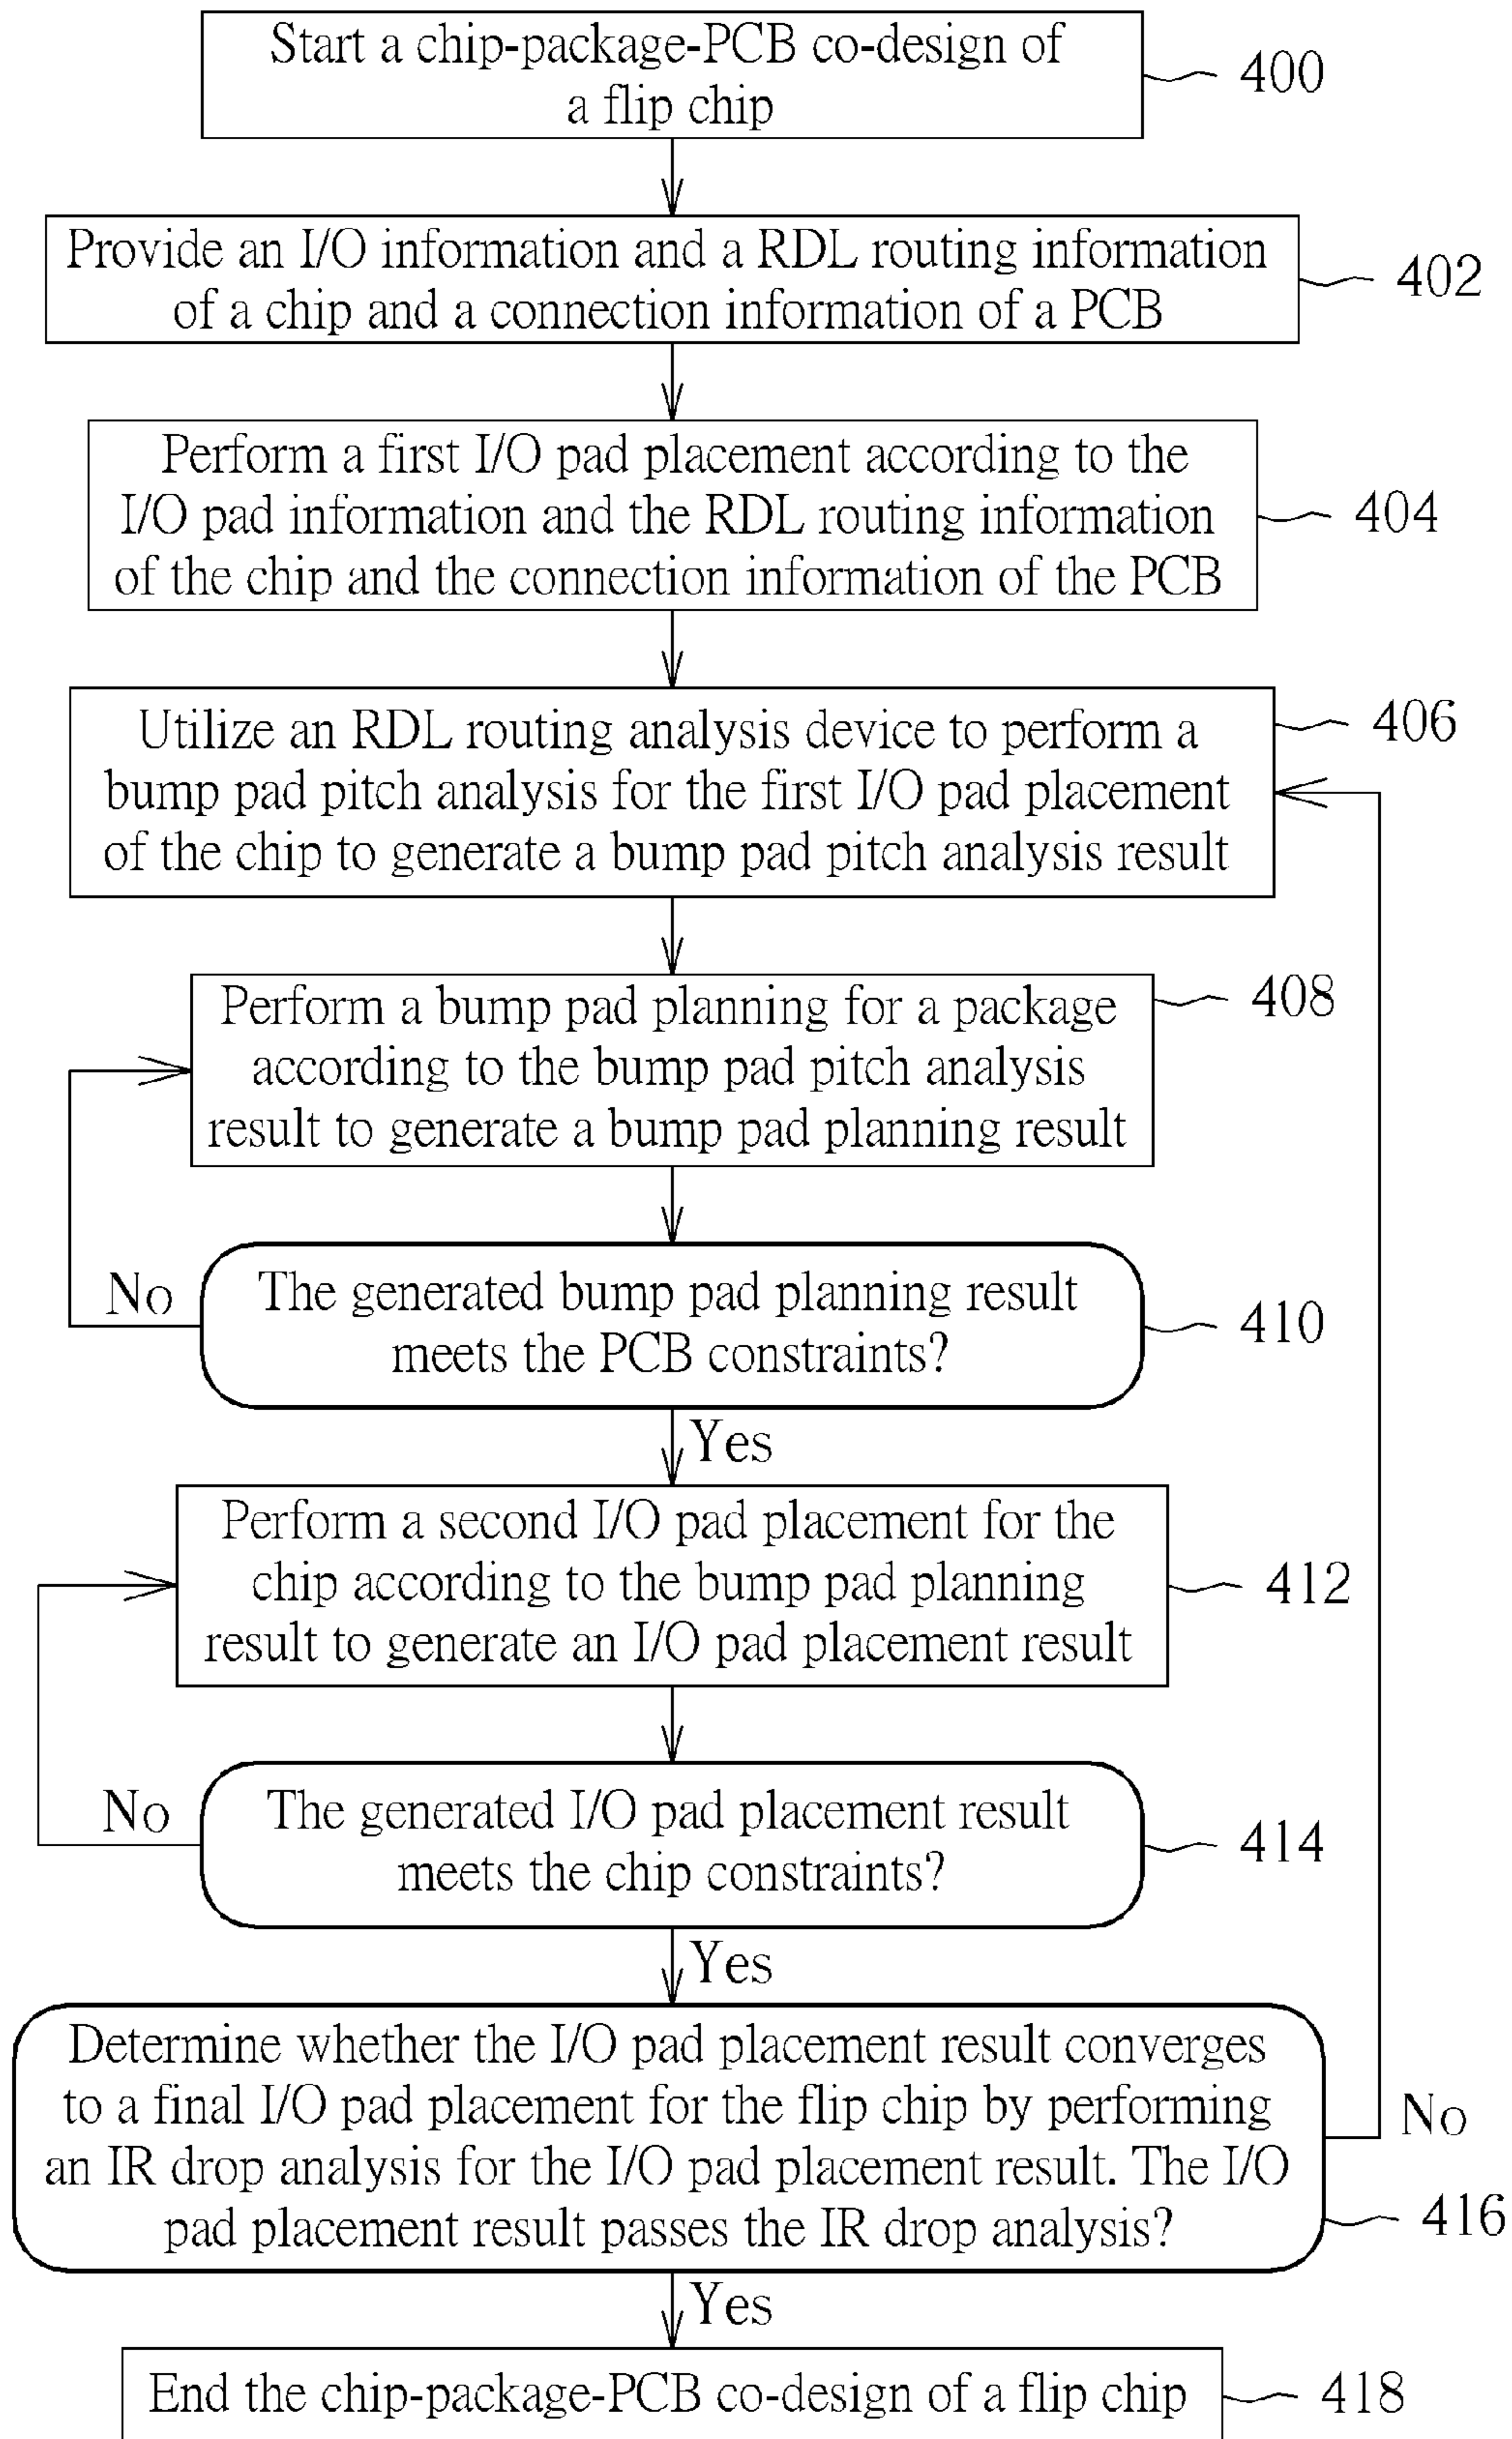 Start a chip-package-PCB co-design of
a flip chip
400
Provide an I/O information and a RDL routing information
of a chip and a connection information of a PCB
402
Perform a first I/O pad placement according to the
I/O pad information and the RDL routing information
of the chip and the connection information of the PCB
404
Utilize an RDL routing analysis device to perform a
bump pad pitch analysis for the first I/O pad placement
of the chip to generate a bump pad pitch analysis result
406
Perform a bump pad planning for a package
according to the bump pad pitch analysis
result to generate a bump pad planning result
408
No
The generated bump pad planning result
meets the PCB constraints?
410
Yes
Perform a second I/O pad placement for the
chip according to the bump pad planning
result to generate an I/O pad placement result
412
No
The generated I/O pad placement result
meets the chip constraints?
414
Yes
Determine whether the I/O pad placement result converges
to a final I/O pad placement for the flip chip by performing
an IR drop analysis for the I/O pad placement result. The I/O
pad placement result passes the IR drop analysis?
No
416
Yes
End the chip-package-PCB co-design of a flip chip
418